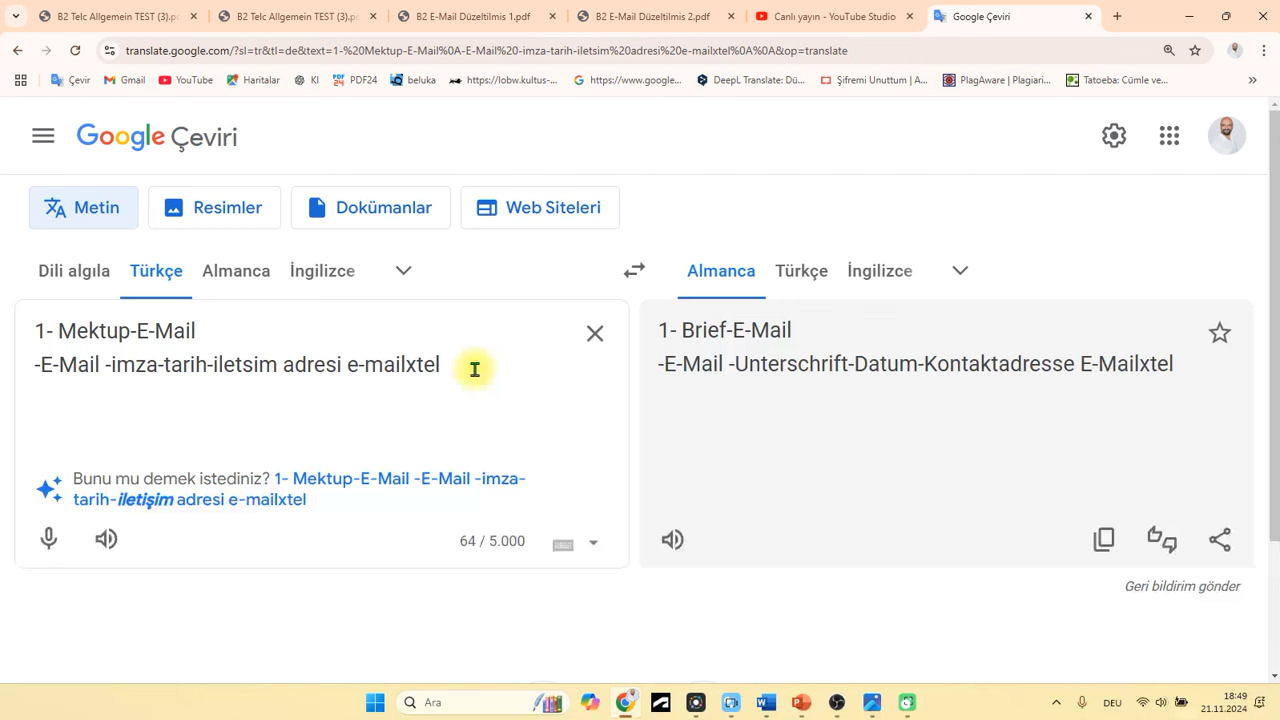 B2 Telc Allgemein TEST (3).pd
B2 Telc Allgemein TEST (3).pd
B2 E-Mail Düzeltilmis 1.pdf
B2 E-Mail Düzeltilmis 2.pdf
Canlı yayın - YouTube Studio
Google Çeviri
translate.google.com/?sl=tr&tl=de&text=1-%20Mektup-E-Mail%0A-E-Mail%20-imza-tarih-iletsim%20adresi%20e-mailxtel%0A%0A&op=translate
Çevir
Gmail
YouTube
Haritalar
KI
PDF24
beluka
https://lobw.kultus-...
https://www.google...
DeepL Translate: Dü...
Şifremi Unuttum | A...
PlagAware | Plagiari...
Tatoeba: Cümle ve...
Google Çeviri
Metin
Resimler
Dokümanlar
Web Siteleri
Dili algıla
Türkçe
Almanca
İngilizce
Almanca
Türkçe
İngilizce
1- Mektup-E-Mail
-E-Mail -imza-tarih-iletsim adresi e-mailxtel
Bunu mu demek istediniz? 1- Mektup-E-Mail -E-Mail -imza-
tarih-iletişim adresi e-mailxtel
64 / 5.000
1- Brief-E-Mail
-E-Mail -Unterschrift-Datum-Kontaktadresse E-Mailxtel
Geri bildirim gönder
Ara
DEU
18:49
21.11.2024